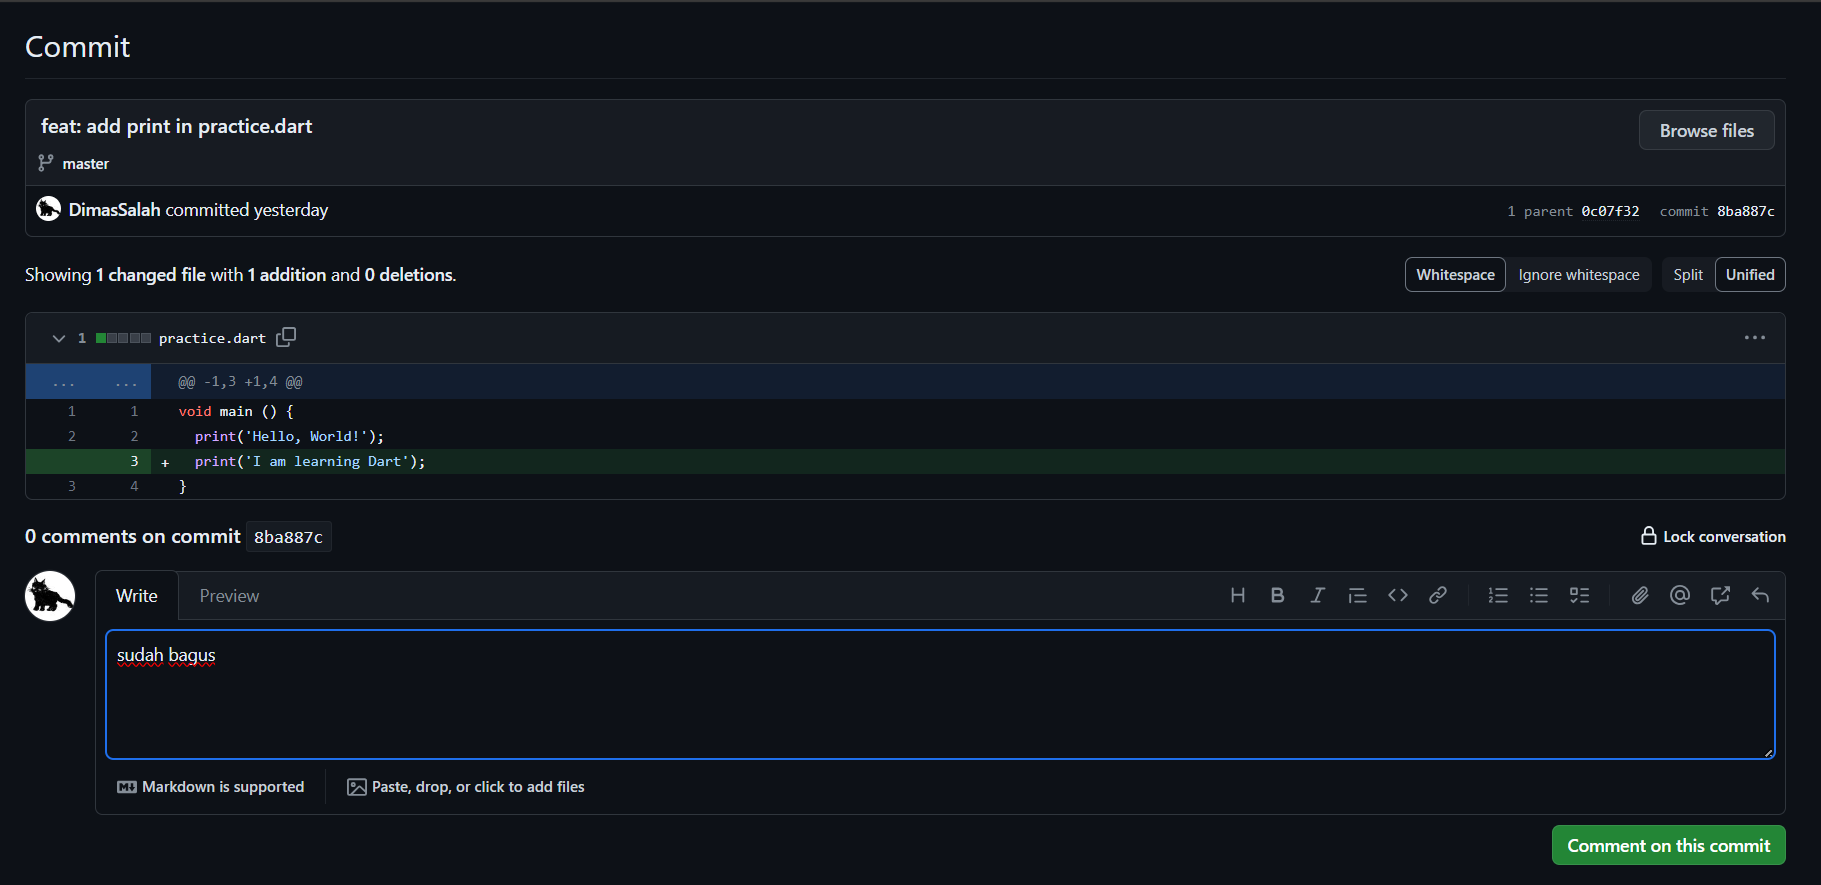 Commit
feat: add print in practice.dart
Browse files
master
DimasSalah committed yesterday
1 parent 0c07f32 commit 8ba887c
Showing 1 changed file with 1 addition and 0 deletions.
Whitespace Ignore whitespace Split Unified
1 practice.dart
... ... @@ -1,3 +1,4 @@
1 1 void main () {
2 2 print('Hello, World!');
3 + print('I am learning Dart');
3 4 }
0 comments on commit 8ba887c
Lock conversation
Write Preview
sudah bagus
Markdown is supported
Paste, drop, or click to add files
Comment on this commit